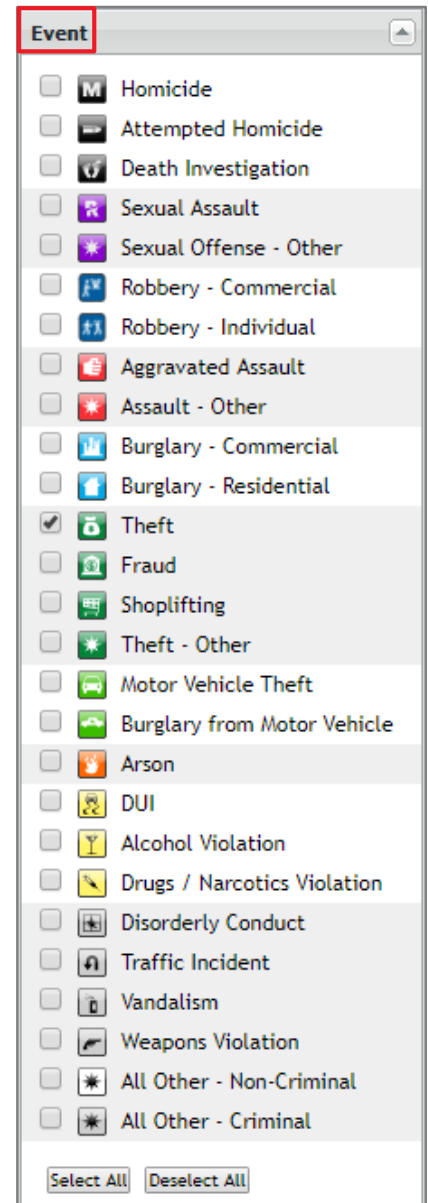 Event
M Homicide
Attempted Homicide
Death Investigation
R Sexual Assault
Sexual Offense - Other
Robbery - Commercial
Robbery - Individual
Aggravated Assault
Assault - Other
Burglary - Commercial
Burglary - Residential
Theft
Fraud
Shoplifting
Theft - Other
Motor Vehicle Theft
Burglary from Motor Vehicle
Arson
DUI
Alcohol Violation
Drugs / Narcotics Violation
Disorderly Conduct
Traffic Incident
Vandalism
Weapons Violation
All Other - Non-Criminal
All Other - Criminal
Select All Deselect All